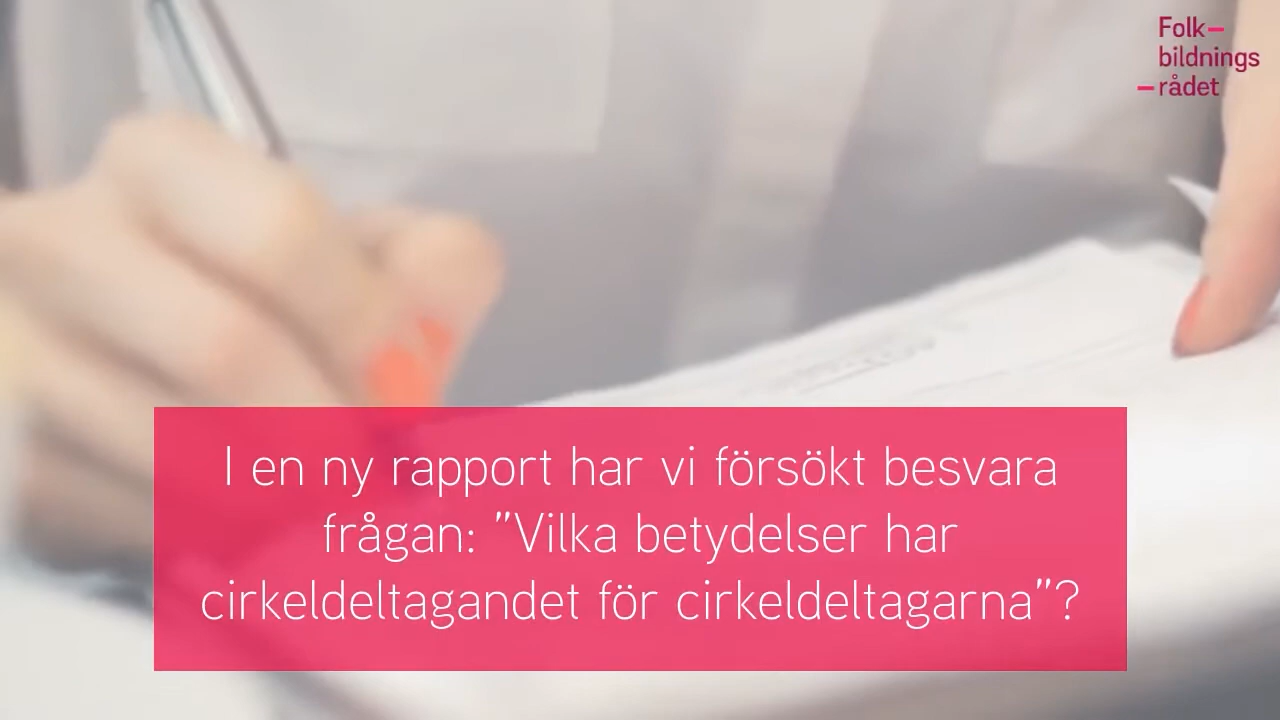 Folk–
bildnings
–rådet
I en ny rapport har vi försökt besvara
frågan: ”Vilka betydelser har
cirkeldeltagandet för cirkeldeltagarna”?